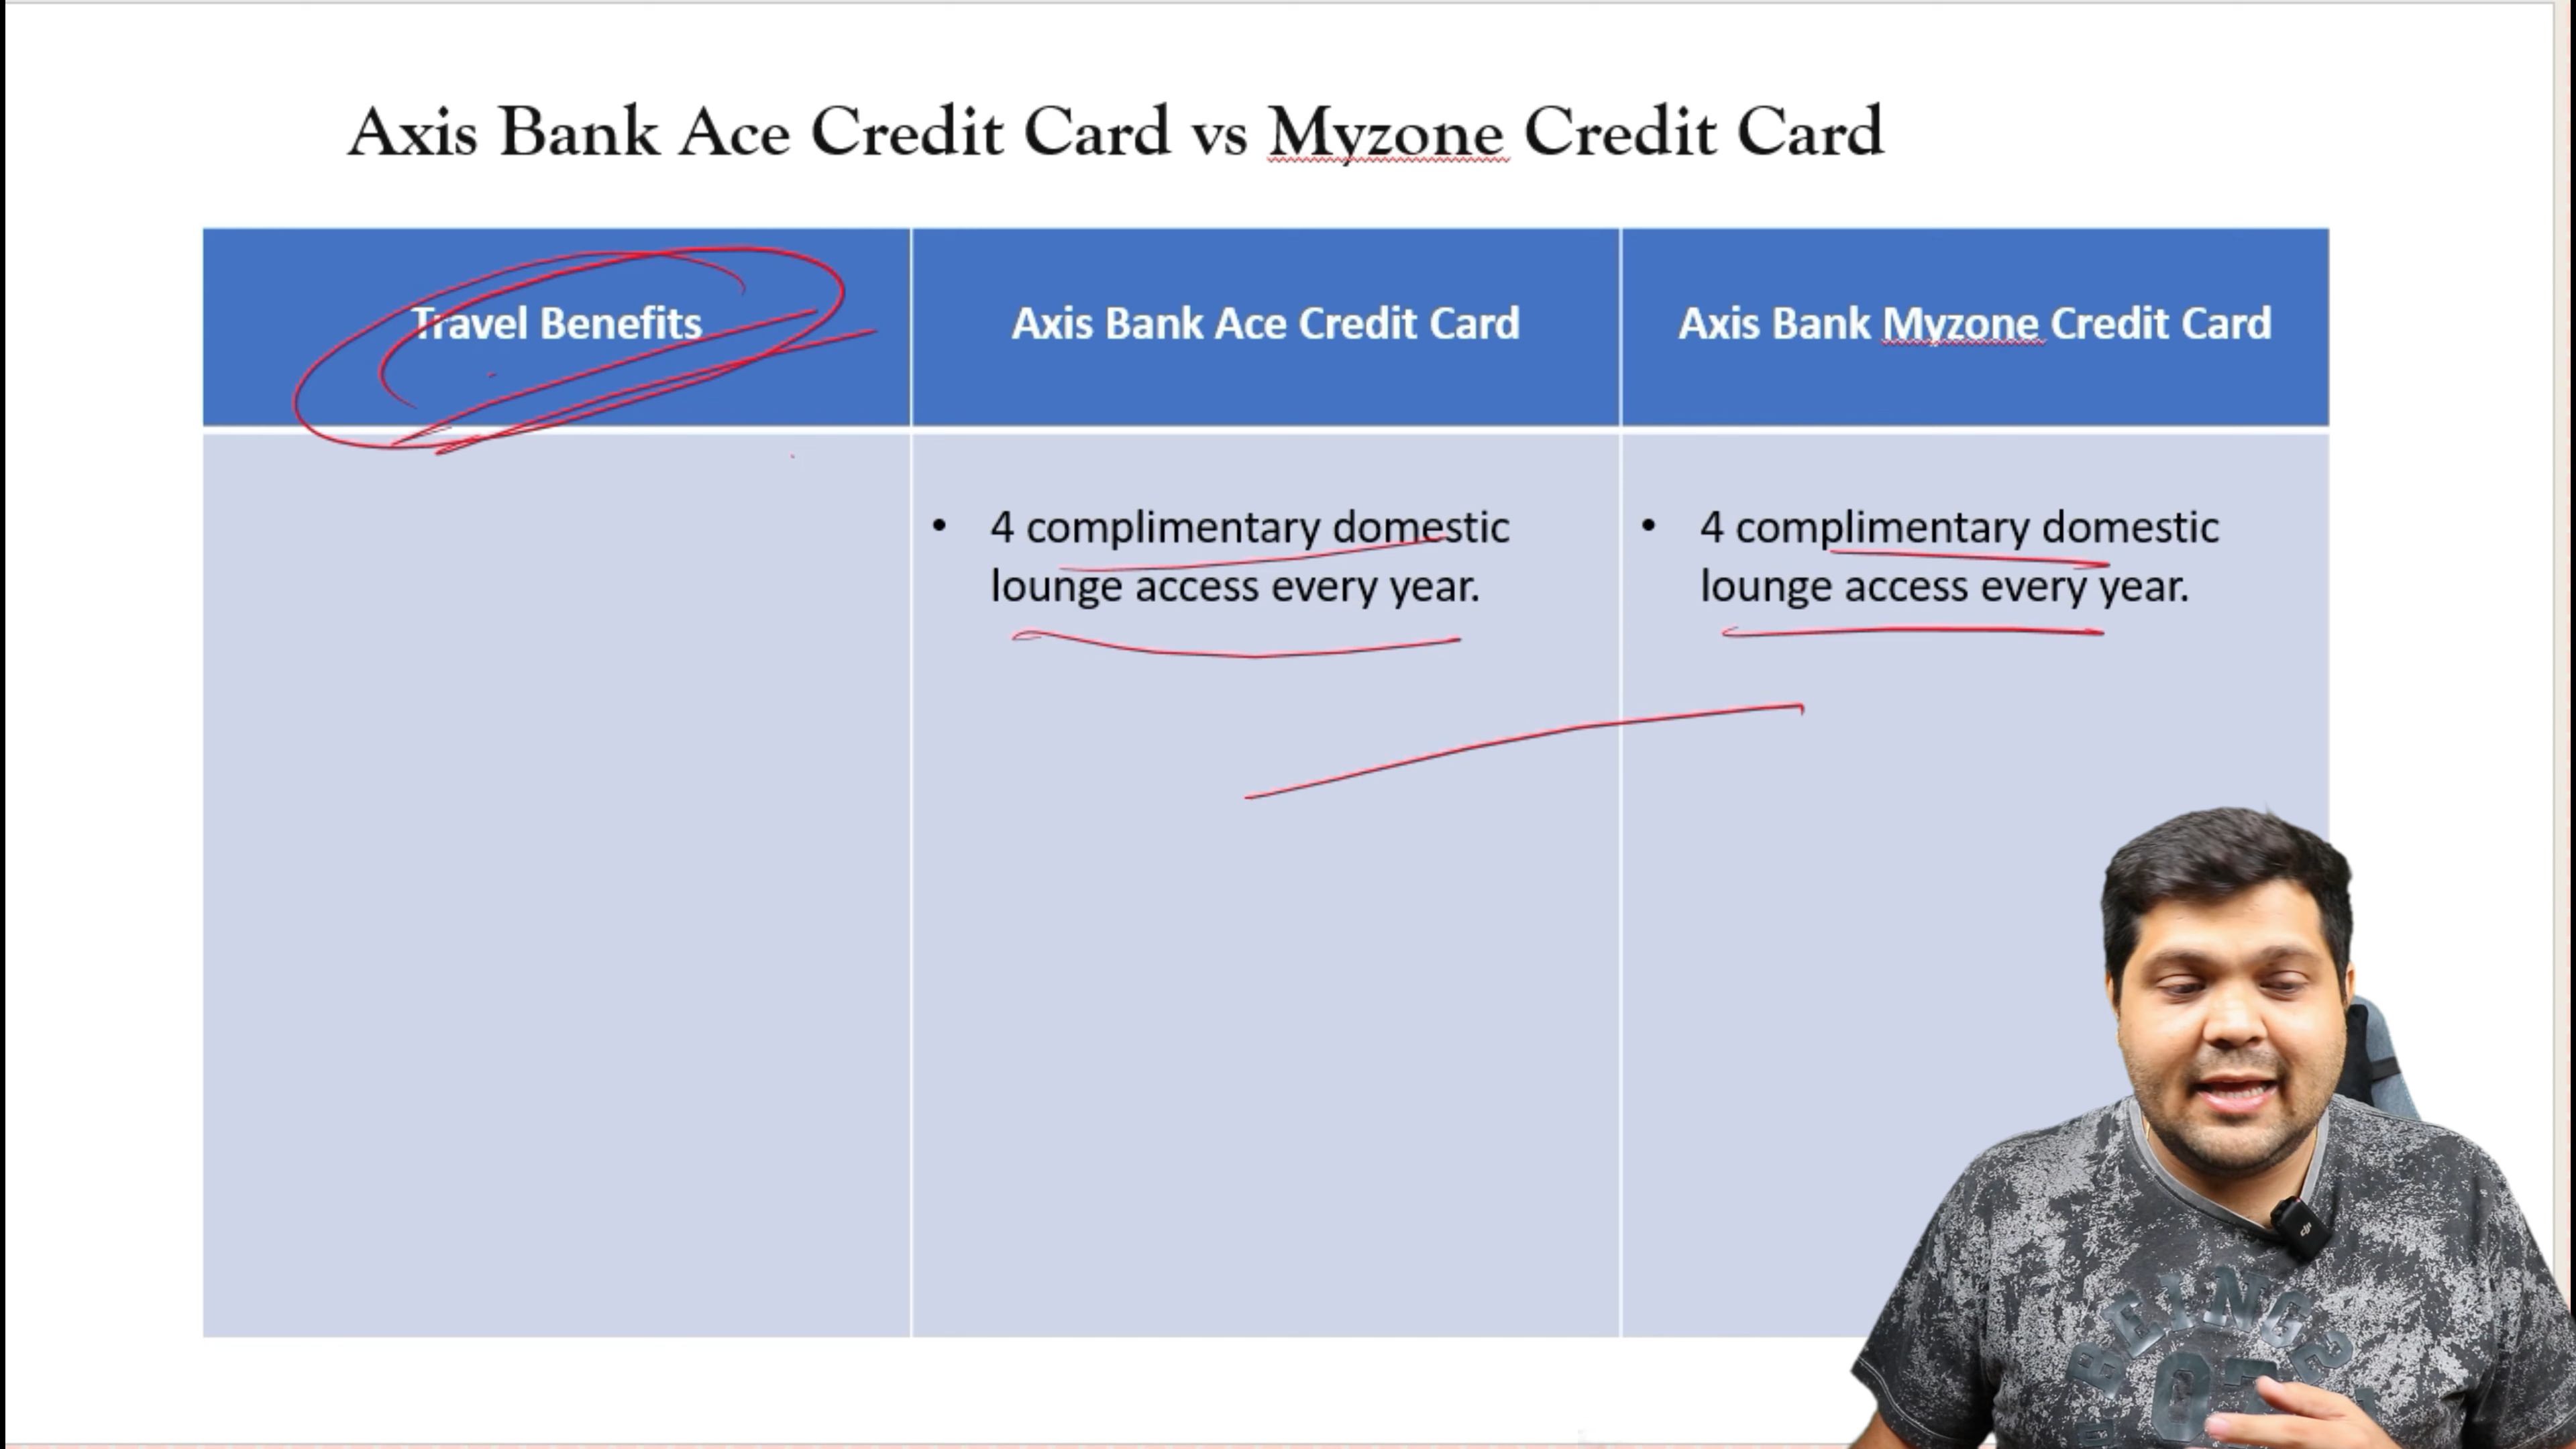 Axis Bank Ace Credit Card vs Myzone Credit Card
Travel Benefits
Axis Bank Ace Credit Card
Axis Bank Myzone Credit Card
• 4 complimentary domestic
lounge access every year.
• 4 complimentary domestic
lounge access every year.
BEING